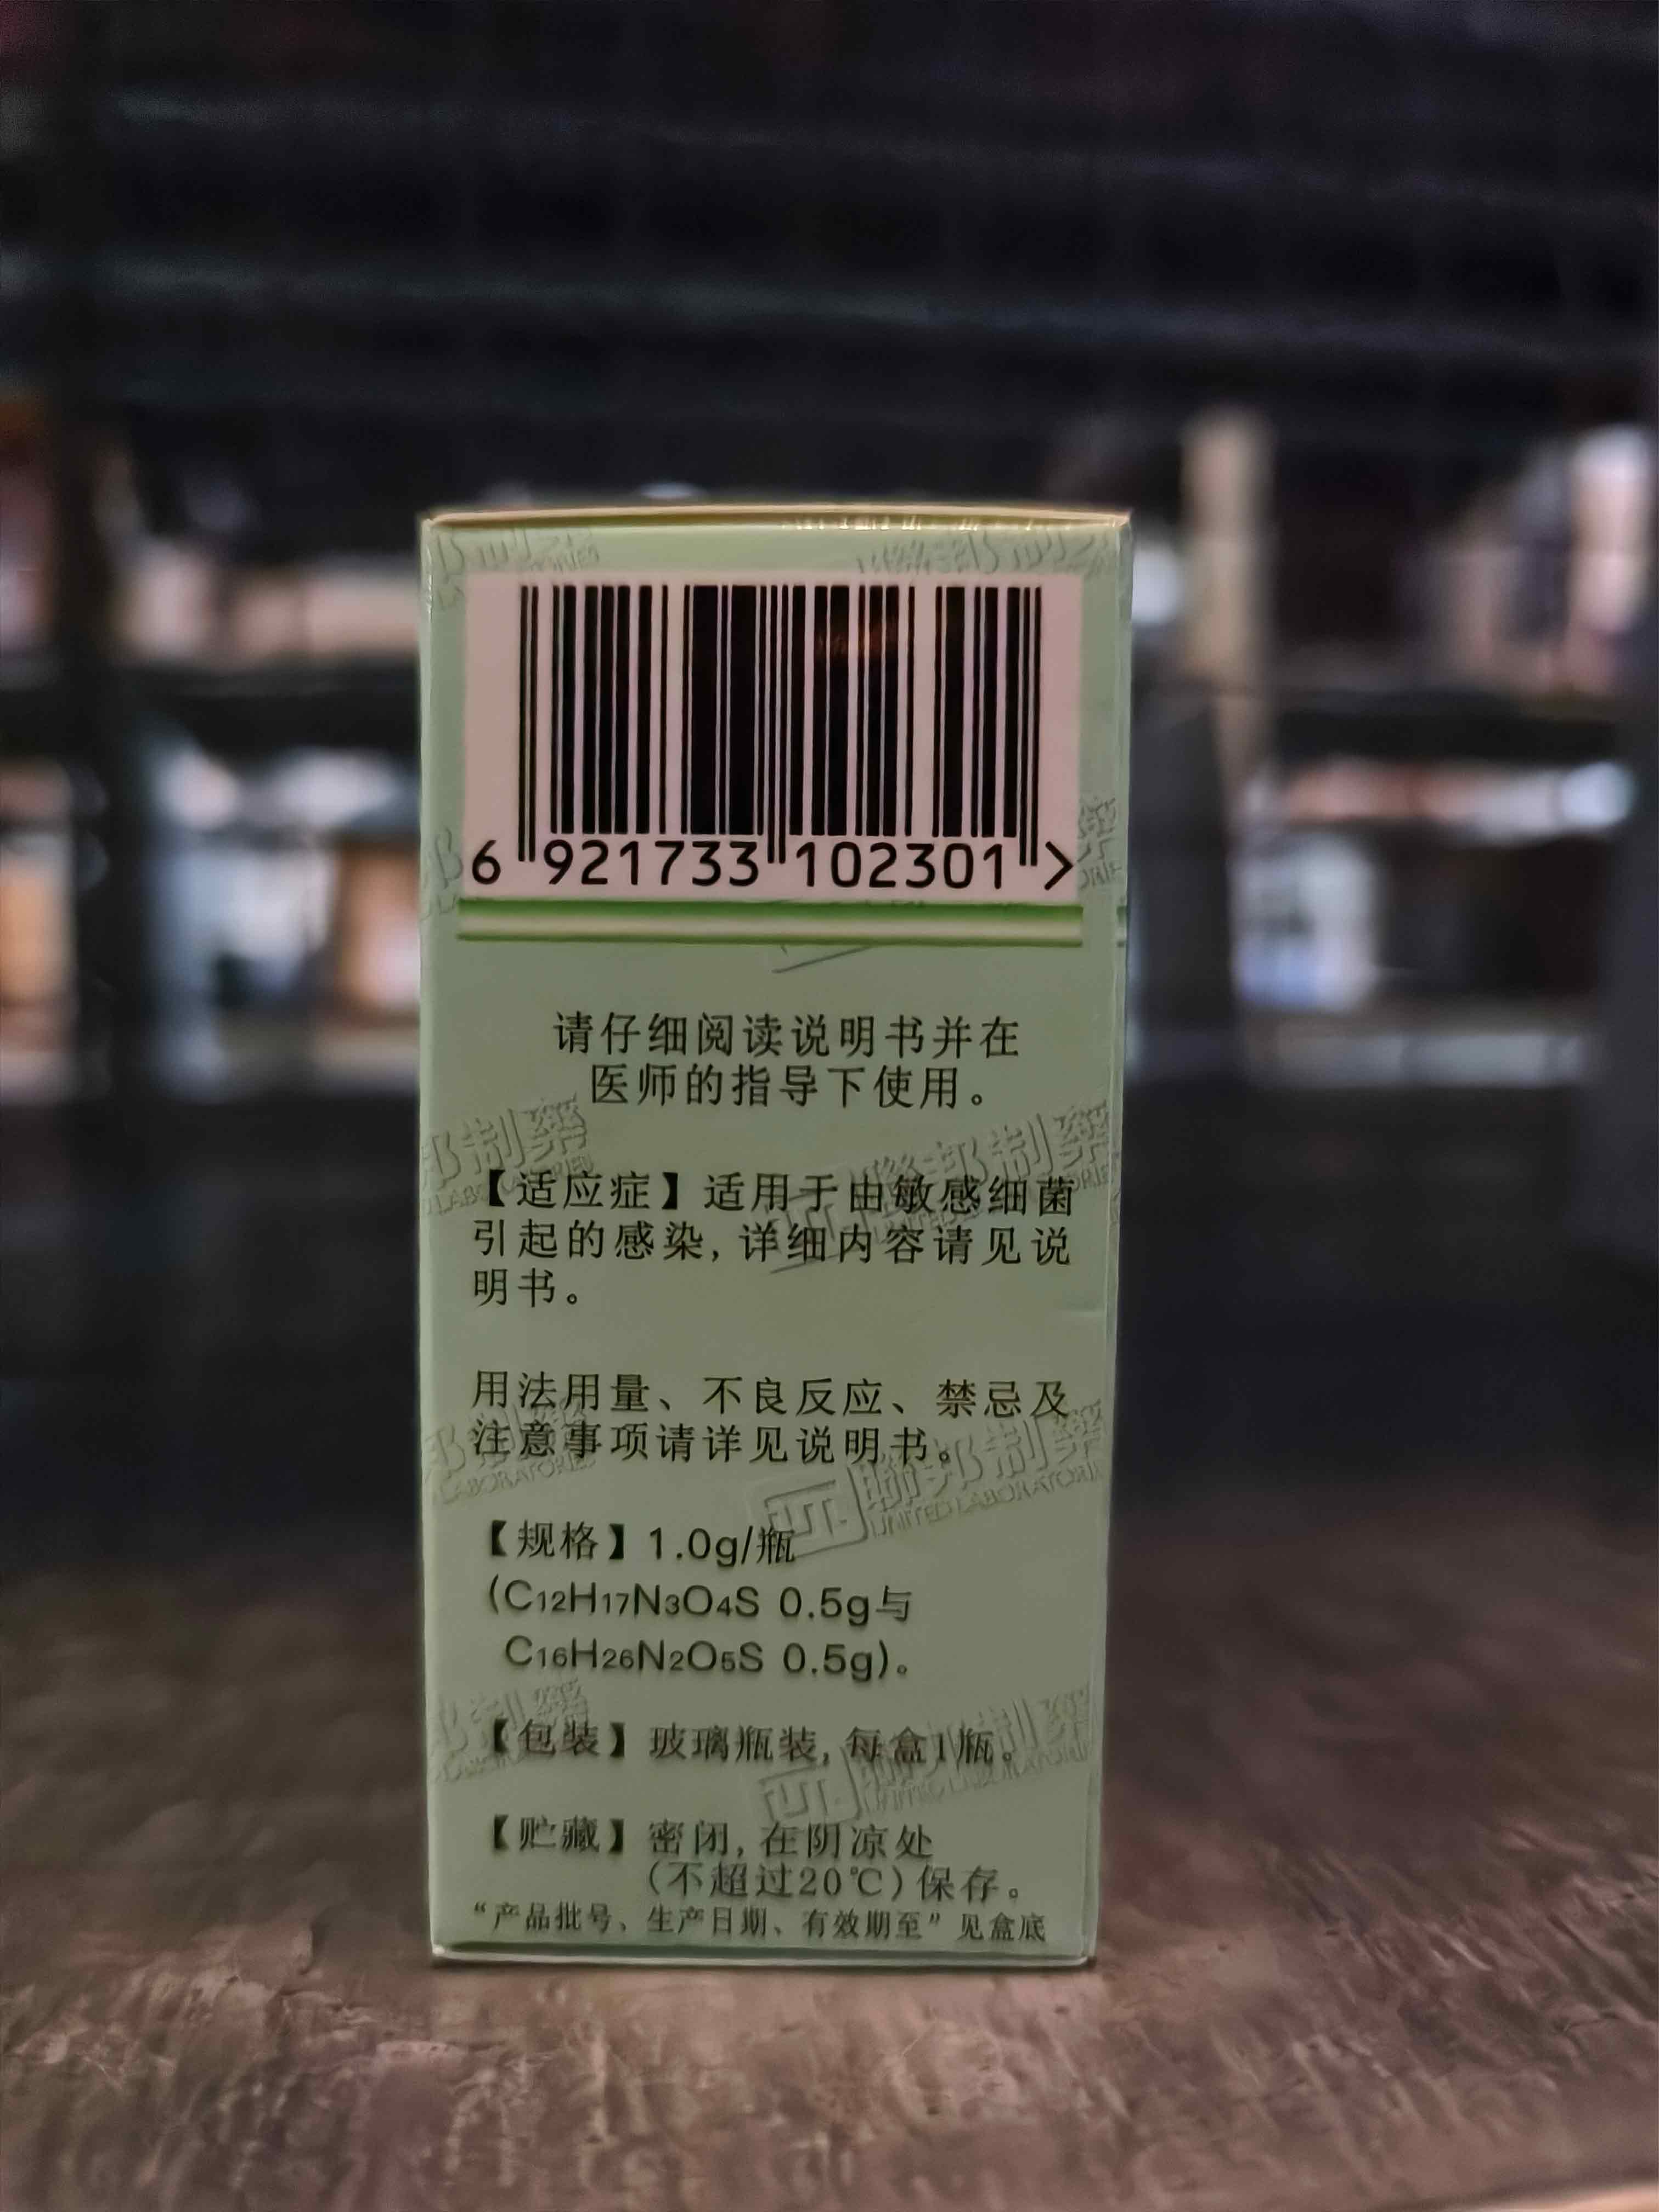 6 921733 102301 >
请仔细阅读说明书并在
医师的指导下使用。
【适应症】适用于由敏感细菌
引起的感染,详细内容请见说
明书。
用法用量、不良反应、禁忌及
注意事项请详见说明书。
【规格】1.0g/瓶
(C12H17N3O4S 0.5g与
C16H26N2O5S 0.5g)。
【包装】玻璃瓶装,每盒1瓶。
【贮藏】密闭,在阴凉处
(不超过20℃)保存。
“产品批号、生产日期、有效期至”见盒底
聯邦制藥
UNITED LABORATORIES